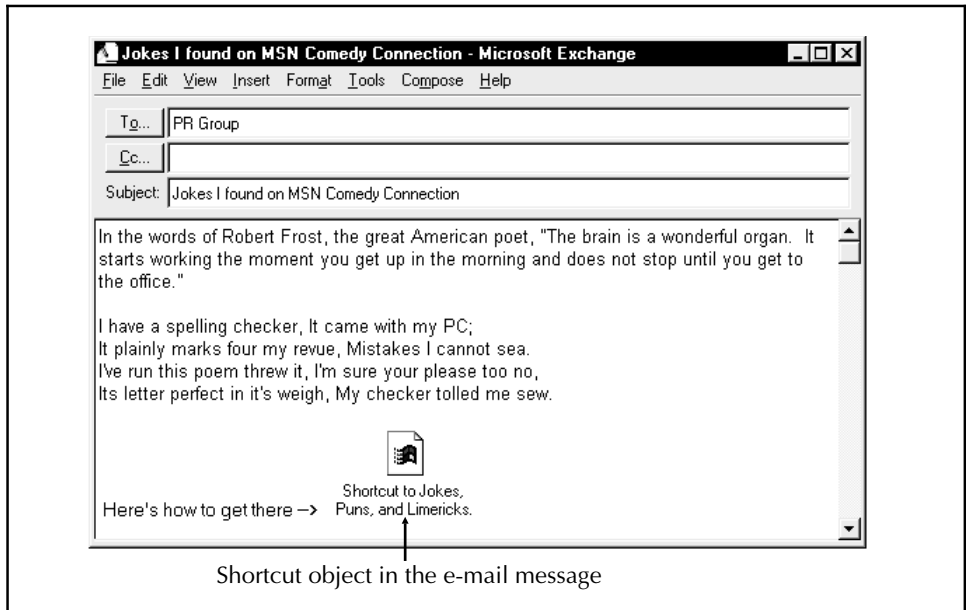 Jokes I found on MSN Comedy Connection - Microsoft Exchange
File Edit View Insert Format Tools Compose Help
To... PR Group
Cc...
Subject: Jokes I found on MSN Comedy Connection
In the words of Robert Frost, the great American poet, "The brain is a wonderful organ. It
starts working the moment you get up in the morning and does not stop until you get to
the office."
I have a spelling checker, It came with my PC;
It plainly marks four my revue, Mistakes I cannot sea.
I've run this poem threw it, I'm sure your please too no,
Its letter perfect in it's weigh, My checker tolled me sew.
Shortcut to Jokes,
Here's how to get there –> Puns, and Limericks.
Shortcut object in the e-mail message